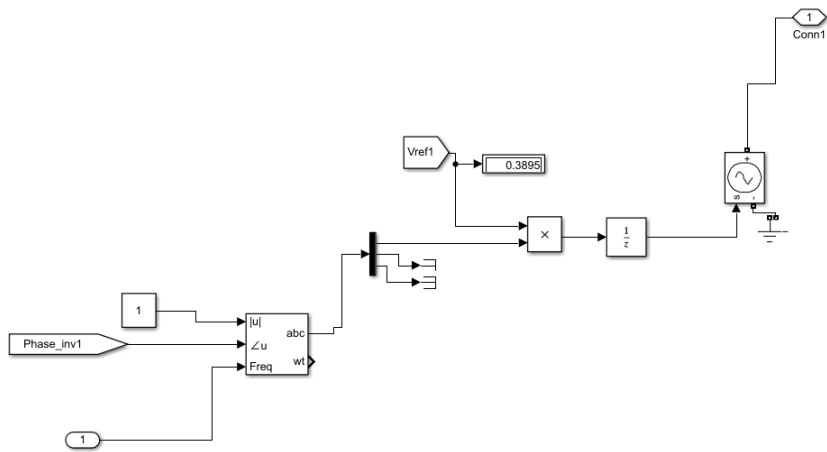 1
Conn1
Vref1
0.3895
+
s
-
×
1
z
1
|u|
∠u
Freq
abc
wt
Phase_inv1
1